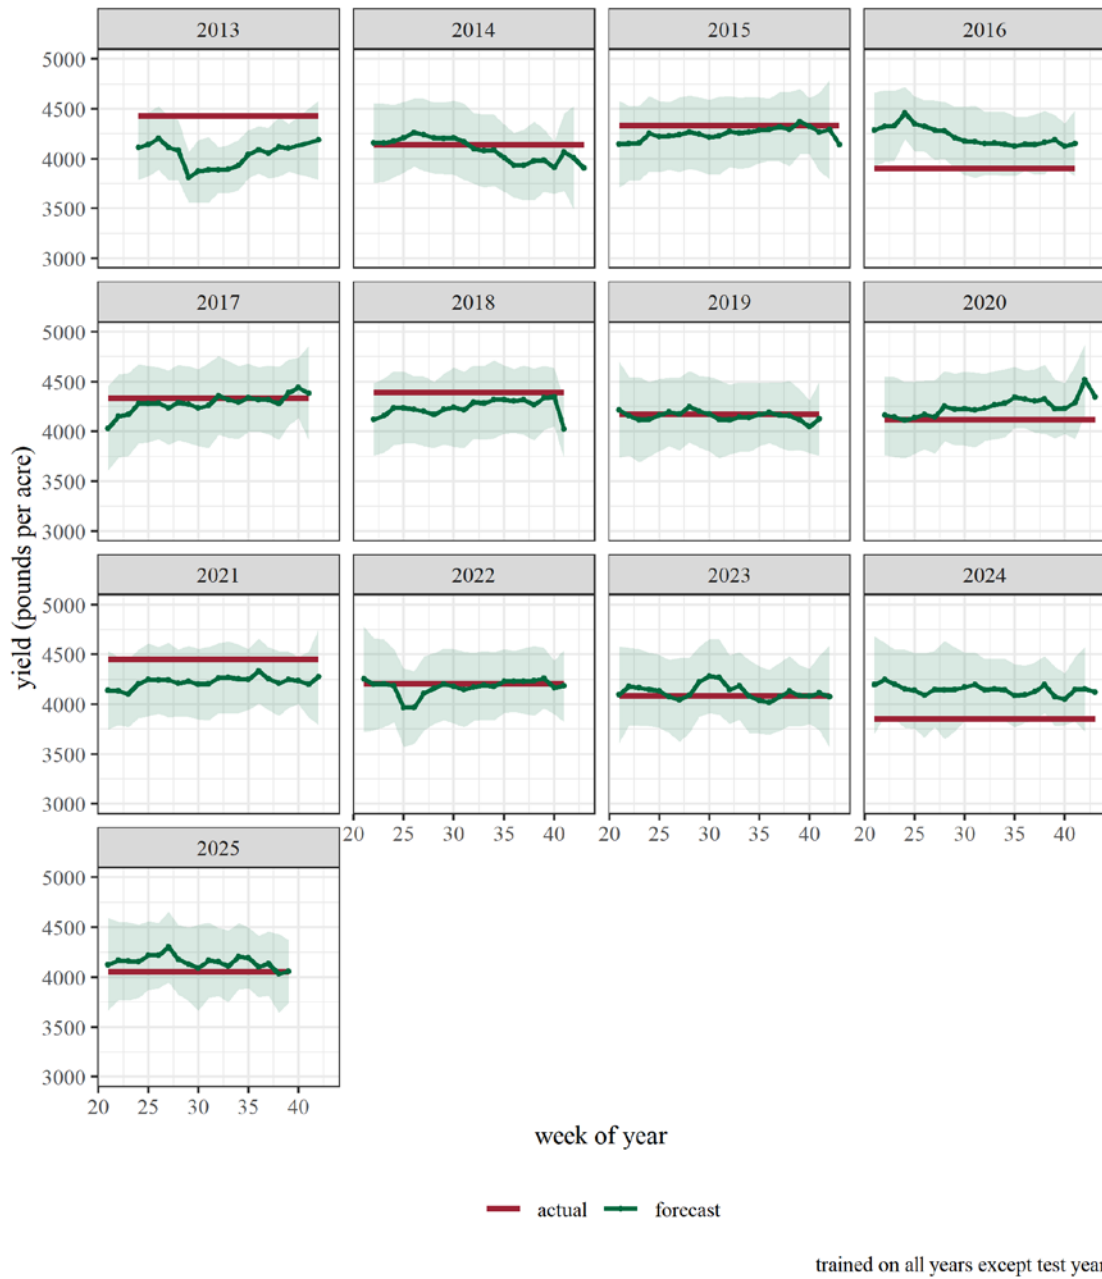 2013 2014 2015 2016
5000
4500
4000
3500
3000
2017 2018 2019 2020
5000
4500
4000
3500
3000
2021 2022 2023 2024
5000
4500
4000
3500
3000
20 25 30 35 40 20 25 30 35 40 20 25 30 35 40
2025
5000
4500
4000
3500
3000
20 25 30 35 40
yield (pounds per acre)
week of year
actual forecast
trained on all years except test year